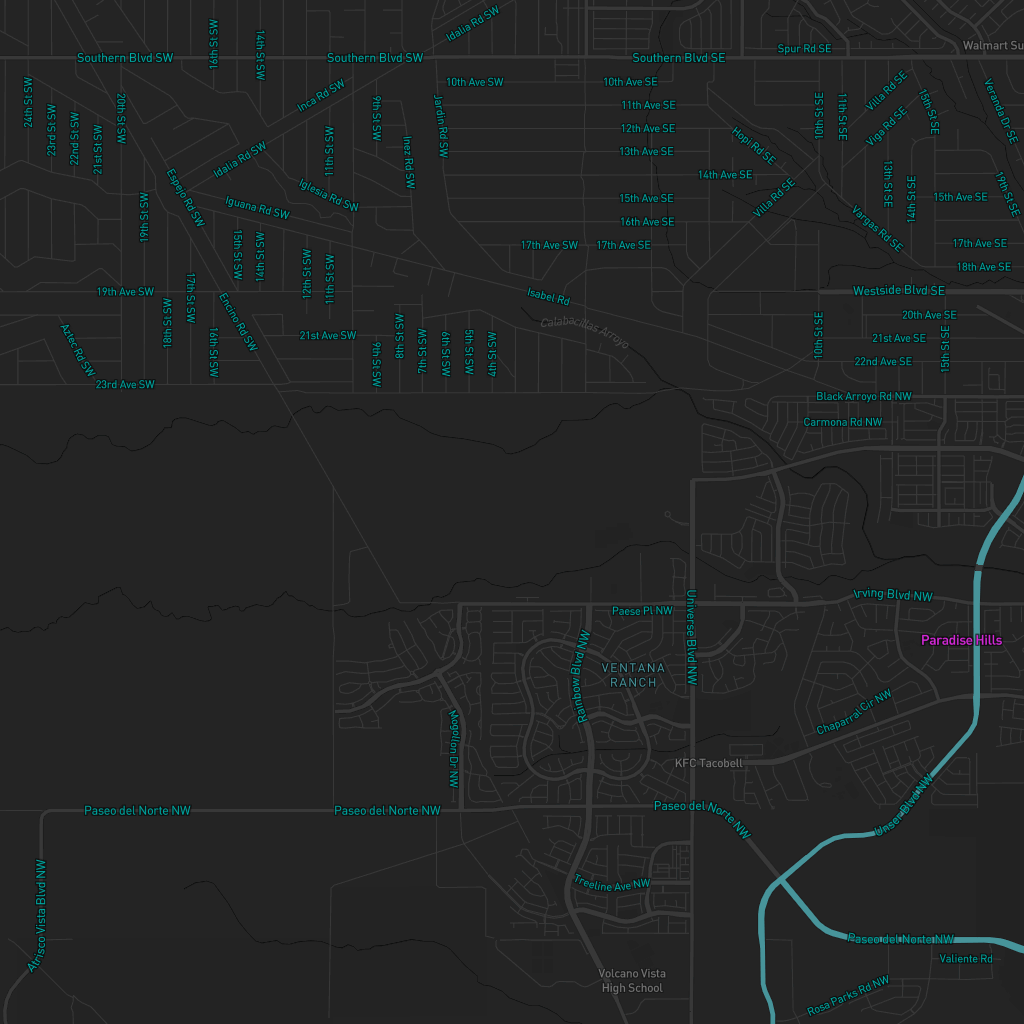 Idalia Rd SW
16th St SW
14th St SW
Spur Rd SE
Walmart Su
Southern Blvd SW
Southern Blvd SW
Southern Blvd SE
24th St SW
23rd St SW
22nd St SW
21st St SW
20th St SW
Inca Rd SW
9th St SW
Jardin Rd SW
10th Ave SW
10th Ave SE
11th Ave SE
12th Ave SE
13th Ave SE
Hopi Rd SE
10th St SE
11th St SE
Villa Rd SE
15th St SE
Veranda Dr SE
Viga Rd SE
Idalia Rd SW
11th St SW
Inez Rd SW
14th Ave SE
13th St SE
14th St SE
19th St SE
Espejo Rd SW
19th St SW
Iguana Rd SW
Iglesia Rd SW
15th Ave SE
Villa Rd SE
15th Ave SE
16th Ave SE
Vargas Rd SE
15th St SW
14th St SW
12th St SW
11th St SW
17th Ave SW
17th Ave SE
17th Ave SE
18th Ave SE
19th Ave SW
17th St SW
Encino Rd SW
Isabel Rd
Westside Blvd SE
Aztec Rd SW
18th St SW
16th St SW
21st Ave SW
9th St SW
8th St SW
7th St SW
6th St SW
5th St SW
4th St SW
Calabacillas Arroyo
10th St SE
20th Ave SE
21st Ave SE
15th St SE
22nd Ave SE
23rd Ave SW
Black Arroyo Rd NW
Carmona Rd NW
Irving Blvd NW
Paese Pl NW
Universe Blvd NW
Paradise Hills
Rainbow Blvd NW
VENTANA
RANCH
Mogollon Dr NW
Chaparral Cir NW
KFC Tacobell
Paseo del Norte NW
Paseo del Norte NW
Paseo del Norte NW
Unser Blvd NW
Atrisco Vista Blvd NW
Treeline Ave NW
Paseo del Norte NW
Valiente Rd
Volcano Vista
High School
Rosa Parks Rd NW